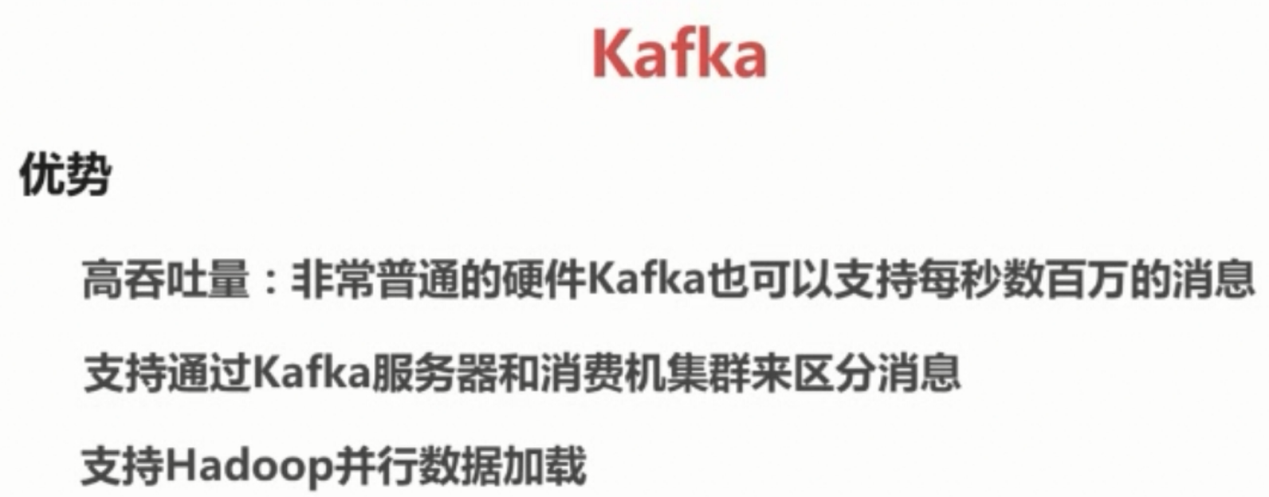 Kafka
优势
高吞吐量：非常普通的硬件Kafka也可以支持每秒数百万的消息
支持通过Kafka服务器和消费机集群来区分消息
支持Hadoop并行数据加载